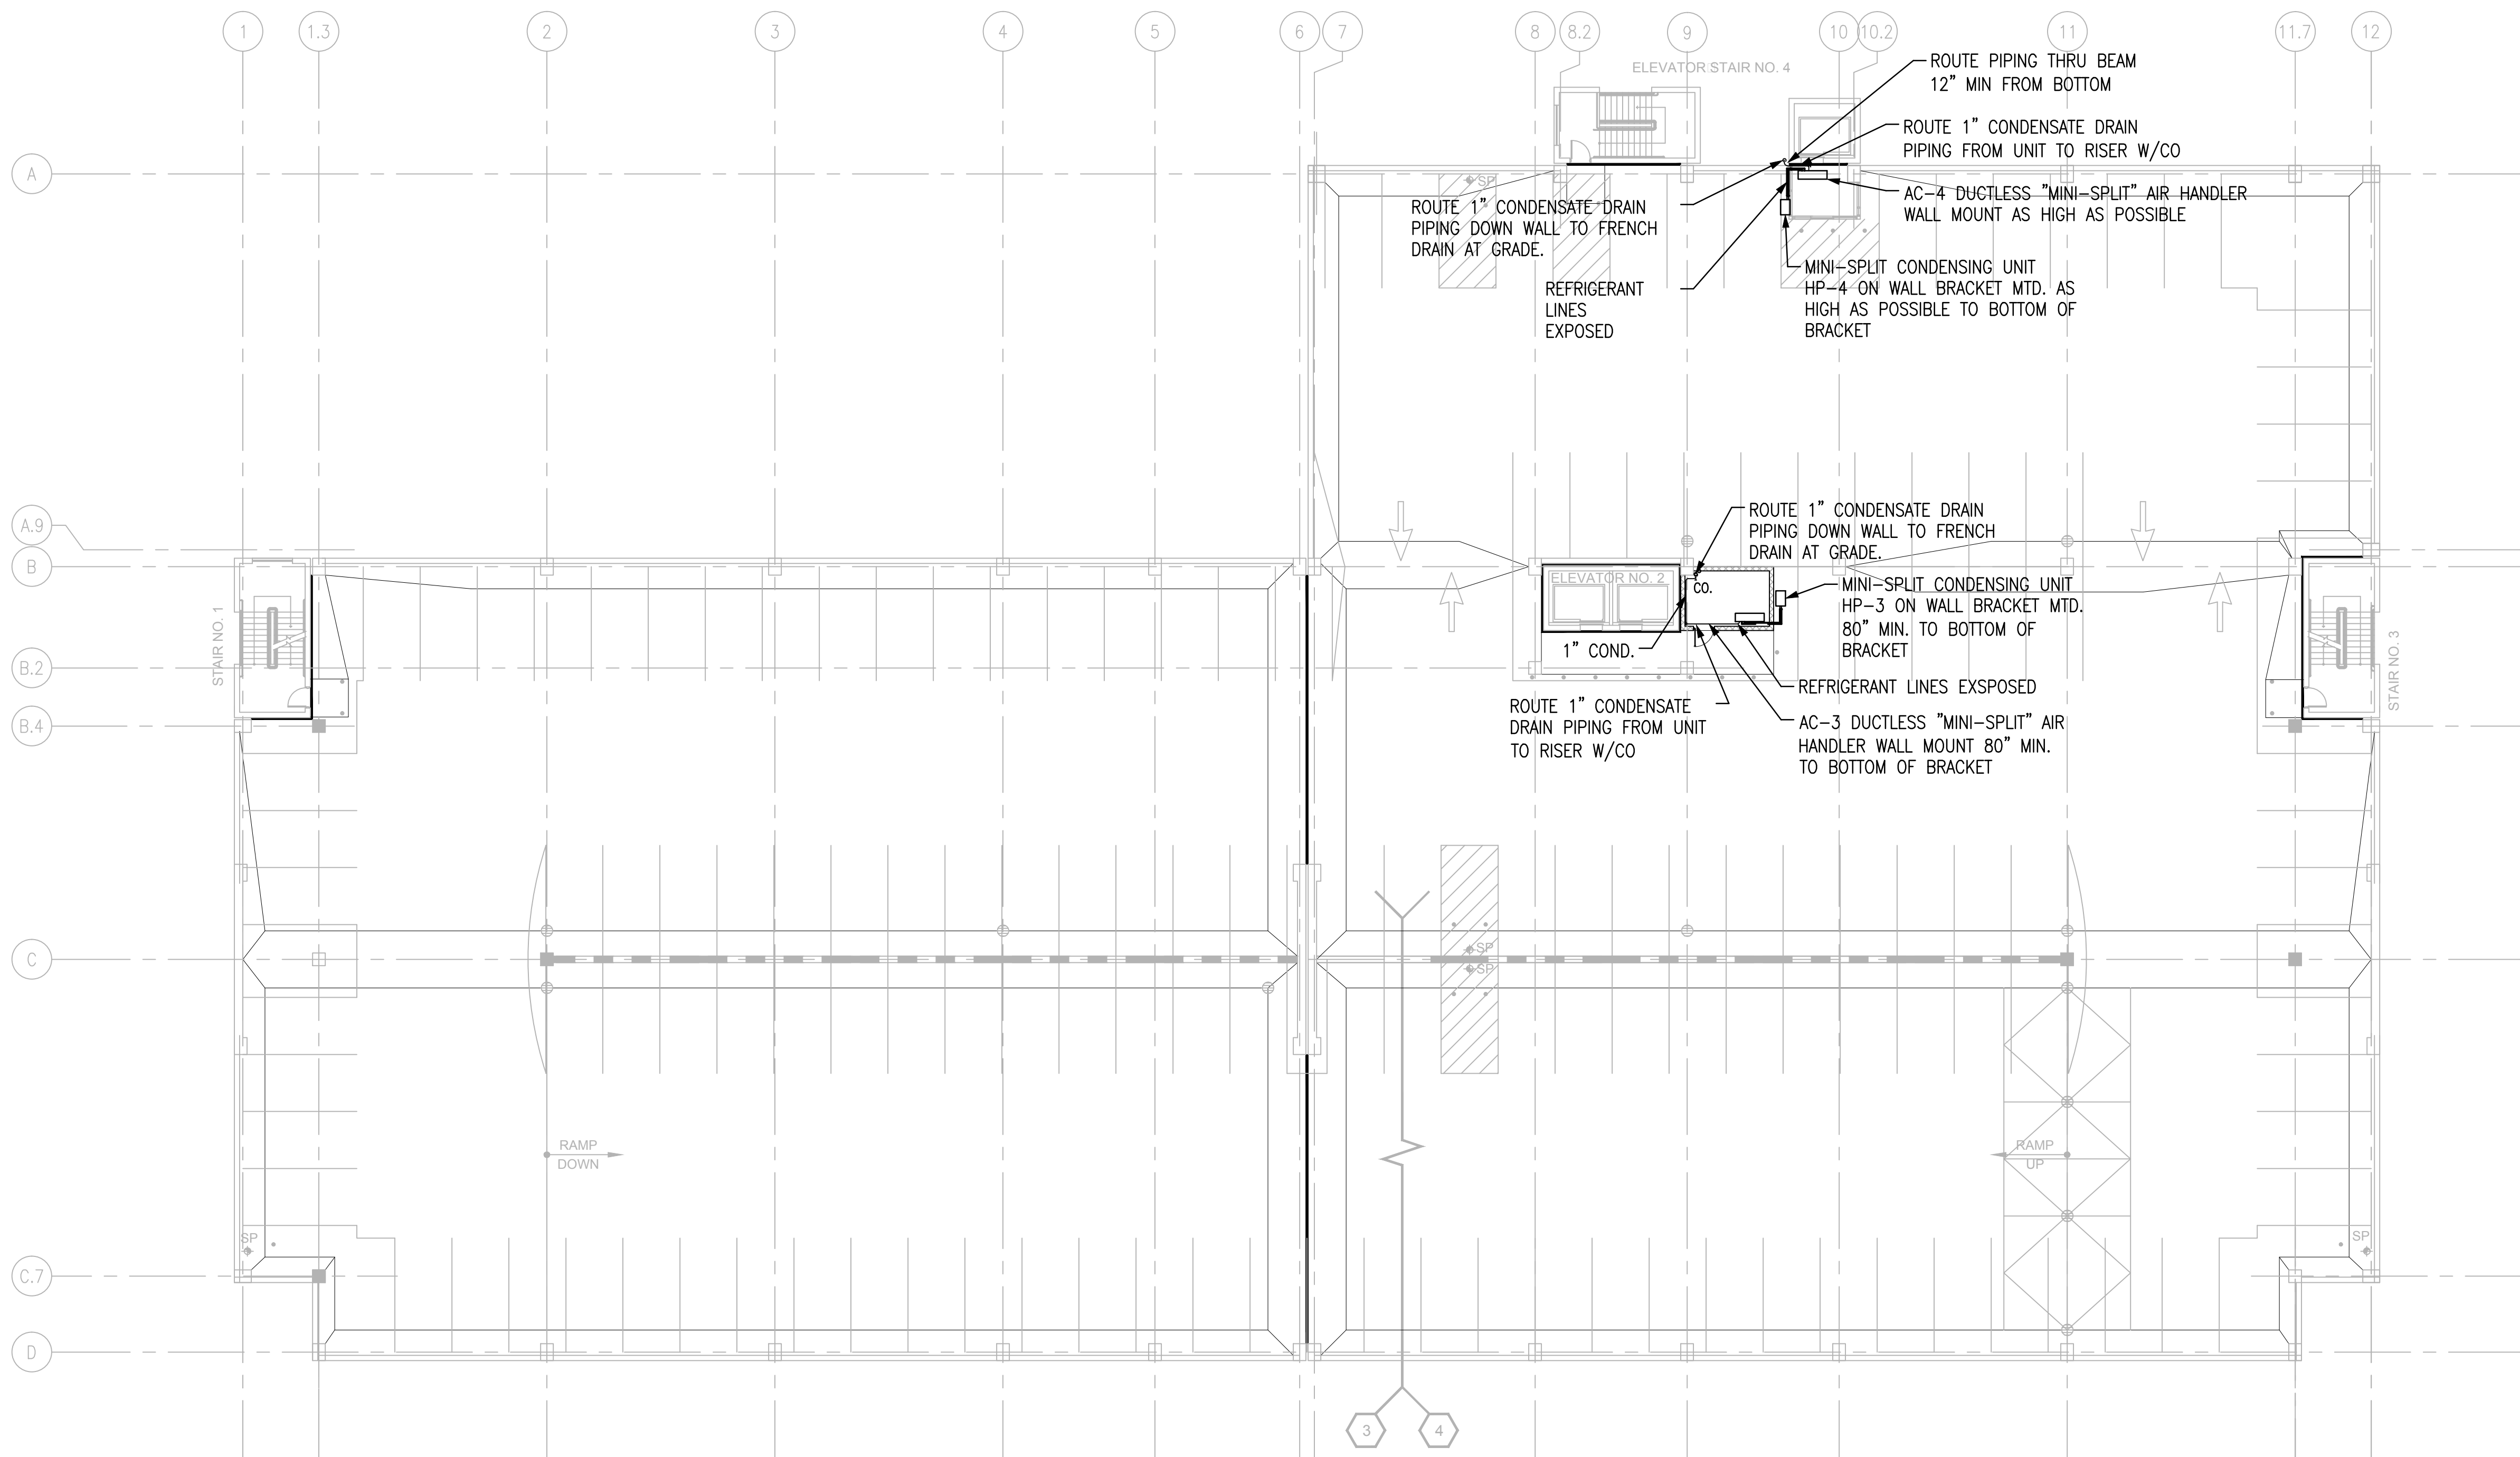 1
1.3
2
3
4
5
6
7
8
8.2
9
10
10.2
11
11.7
12
ELEVATOR STAIR NO. 4
ROUTE PIPING THRU BEAM
12" MIN FROM BOTTOM
ROUTE 1" CONDENSATE DRAIN
PIPING FROM UNIT TO RISER W/CO
A
SP
AC-4 DUCTLESS "MINI-SPLIT" AIR HANDLER
WALL MOUNT AS HIGH AS POSSIBLE
ROUTE 1" CONDENSATE DRAIN
PIPING DOWN WALL TO FRENCH
DRAIN AT GRADE.
MINI-SPLIT CONDENSING UNIT
HP-4 ON WALL BRACKET MTD. AS
HIGH AS POSSIBLE TO BOTTOM OF
BRACKET
REFRIGERANT
LINES
EXPOSED
A.9
B
ROUTE 1" CONDENSATE DRAIN
PIPING DOWN WALL TO FRENCH
DRAIN AT GRADE.
ELEVATOR NO. 2
CO.
MINI-SPLIT CONDENSING UNIT
HP-3 ON WALL BRACKET MTD.
80" MIN. TO BOTTOM OF
BRACKET
STAIR NO. 1
1" COND.
STAIR NO. 3
B.2
REFRIGERANT LINES EXSPOSED
B.4
ROUTE 1" CONDENSATE
DRAIN PIPING FROM UNIT
TO RISER W/CO
AC-3 DUCTLESS "MINI-SPLIT" AIR
HANDLER WALL MOUNT 80" MIN.
TO BOTTOM OF BRACKET
SP
C
SP
RAMP
DOWN
RAMP
UP
SP
SP
C.7
D
3
4